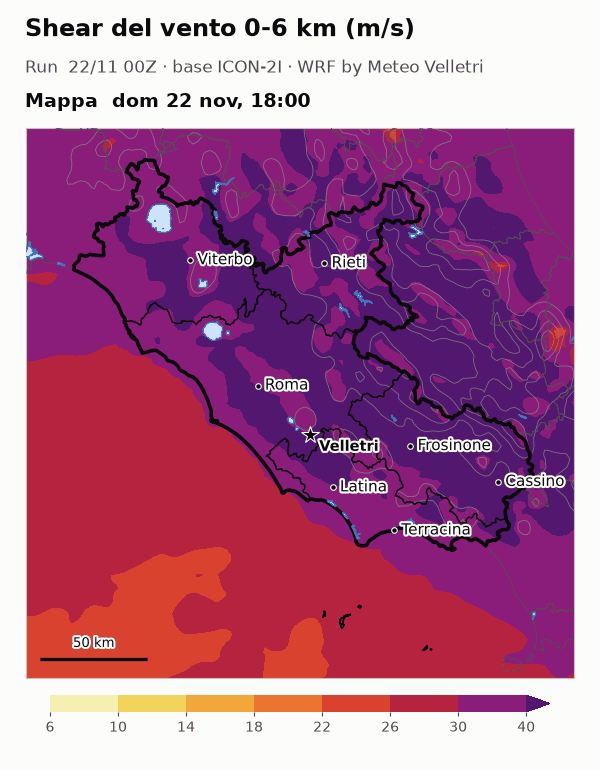 Shear del vento 0-6 km (m/s)
Run  22/11 00Z · base ICON-2I · WRF by Meteo Velletri
Mappa  dom 22 nov, 18:00
Viterbo
Rieti
Roma
Velletri
Frosinone
Latina
Cassino
Terracina
50 km
6 10 14 18 22 26 30 40